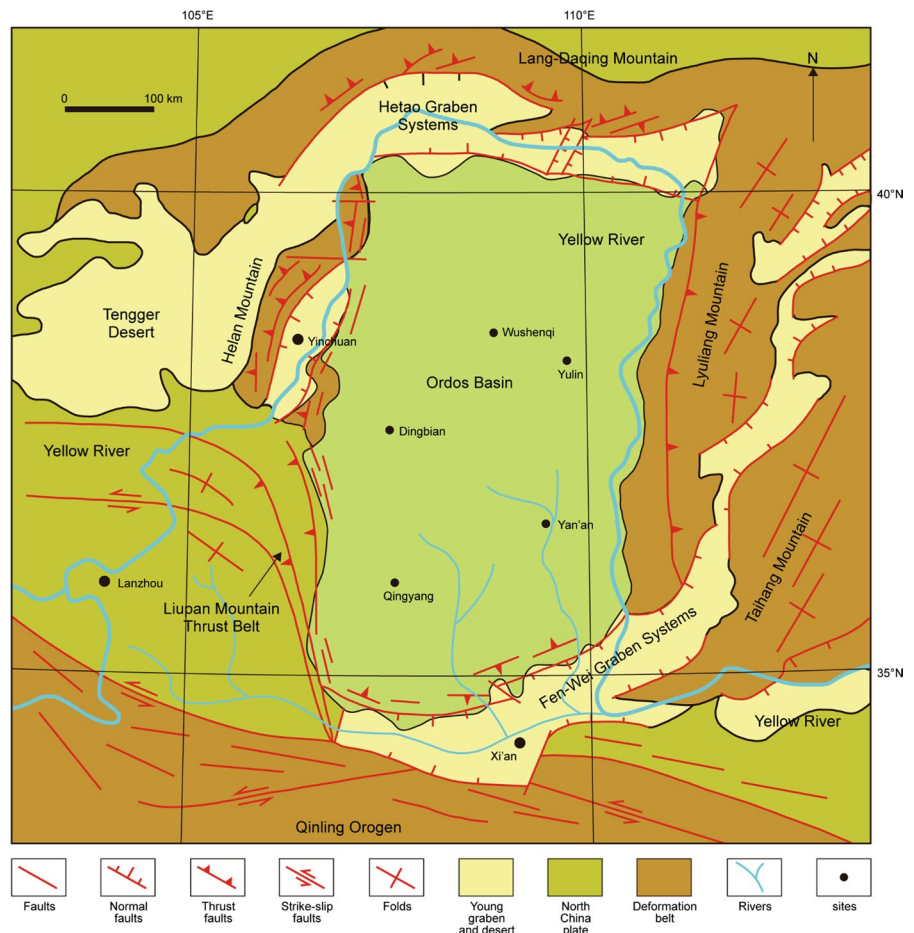 105°E
110°E
Lang-Daqing Mountain
N
0
100 km
Hetao Graben
Systems
40°N
Yellow River
Helan Mountain
Lyuliang Mountain
Tengger
Desert
Wushenqi
Yinchuan
Yulin
Ordos Basin
Dingbian
Yellow River
Yan'an
Taihang Mountain
Lanzhou
Qingyang
Liupan Mountain
Thrust Belt
Fen-Wei Graben Systems
35°N
Yellow River
Xi'an
Qinling Orogen
Faults
Normal
faults
Thrust
faults
Strike-slip
faults
Folds
Young
graben
and desert
North
China
plate
Deformation
belt
Rivers
sites